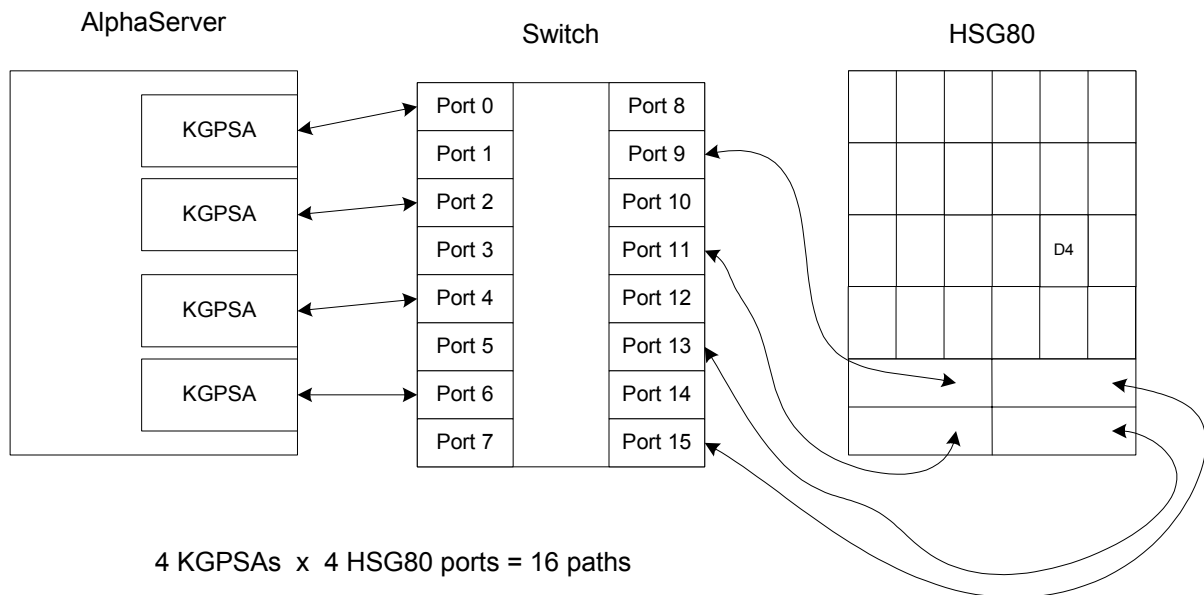 AlphaServer
Switch
HSG80
KGPSA
KGPSA
KGPSA
KGPSA
Port 0
Port 1
Port 2
Port 3
Port 4
Port 5
Port 6
Port 7
Port 8
Port 9
Port 10
Port 11
Port 12
Port 13
Port 14
Port 15
D4
4 KGPSAs x 4 HSG80 ports = 16 paths